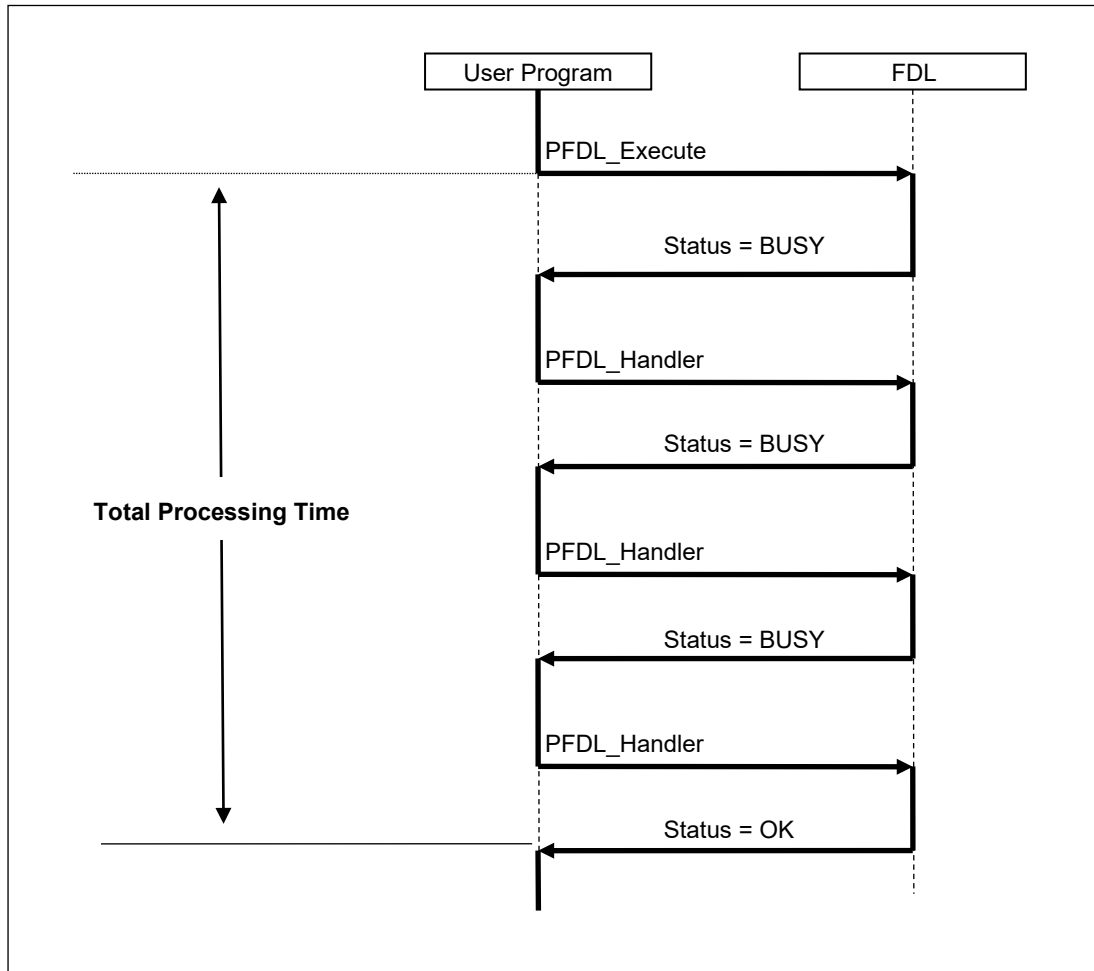 User Program
FDL
PFDL_Execute
Status = BUSY
PFDL_Handler
Status = BUSY
Total Processing Time
PFDL_Handler
Status = BUSY
PFDL_Handler
Status = OK